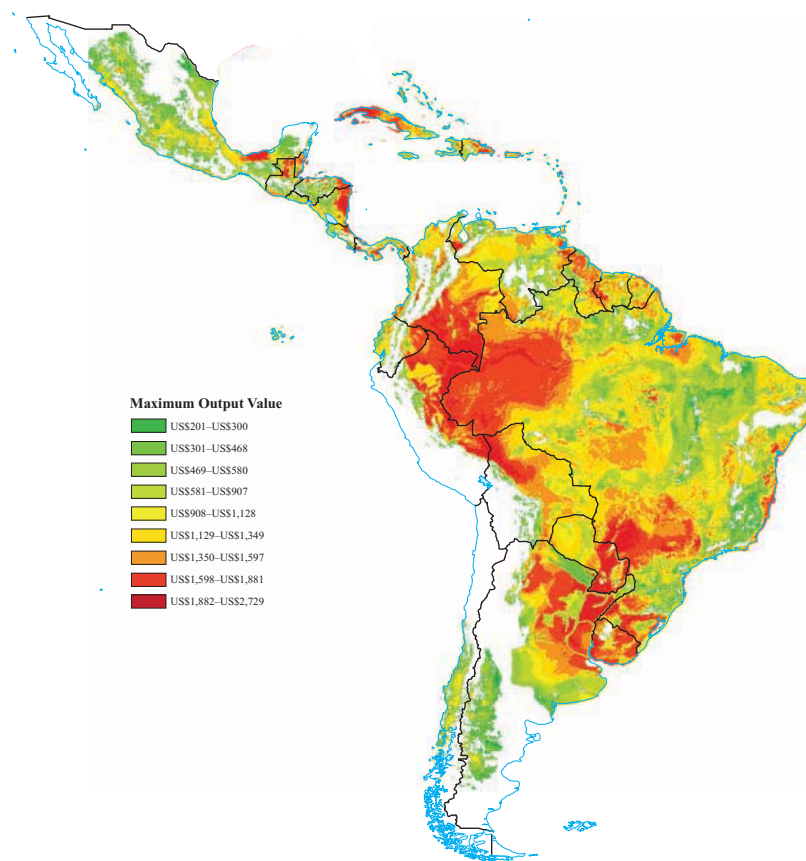 Maximum Output Value
US$201–US$300
US$301–US$468
US$469–US$580
US$581–US$907
US$908–US$1,128
US$1,129–US$1,349
US$1,350–US$1,597
US$1,598–US$1,881
US$1,882–US$2,729